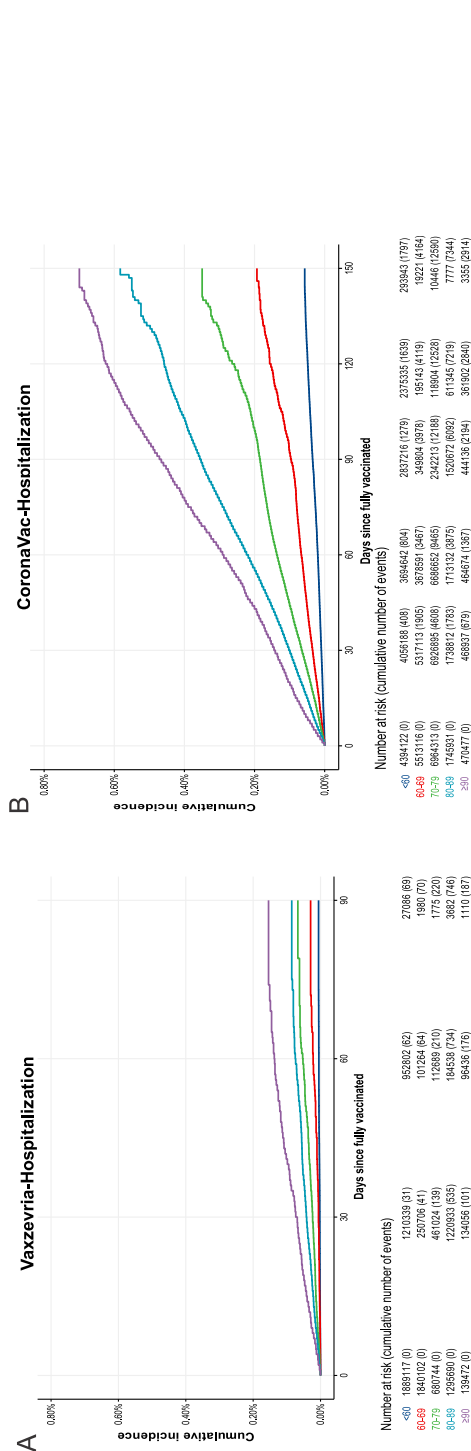 A
Vaxzevria-Hospitalization
Cumulative incidence
0.80%
0.60%
0.40%
0.20%
0.00%
0 30 60 90
Days since fully vaccinated
Number at risk (cumulative number of events)
<60 1889117 (0) 1210339 (31) 952802 (62) 27086 (69)
60-69 1840102 (0) 250706 (41) 101264 (64) 1980 (70)
70-79 680744 (0) 461024 (139) 112689 (210) 1775 (220)
80-89 1295690 (0) 1220933 (535) 184538 (734) 3682 (746)
≥90 139472 (0) 134056 (101) 96436 (176) 1110 (187)
B
CoronaVac-Hospitalization
Cumulative incidence
0.80%
0.60%
0.40%
0.20%
0.00%
0 30 60 90 120 150
Days since fully vaccinated
Number at risk (cumulative number of events)
<60 4394122 (0) 4056188 (408) 3694642 (804) 2837216 (1279) 2375335 (1639) 293943 (1797)
60-69 5513116 (0) 5317113 (1905) 3678591 (3467) 349804 (3978) 195143 (4119) 19221 (4164)
70-79 6964313 (0) 6926895 (4608) 6686652 (9465) 2342213 (12188) 118904 (12528) 10446 (12590)
80-89 1745931 (0) 1738812 (1783) 1713132 (3875) 1520672 (6092) 611345 (7219) 7777 (7344)
≥90 470477 (0) 468937 (679) 464674 (1367) 444136 (2194) 361902 (2840) 3355 (2914)